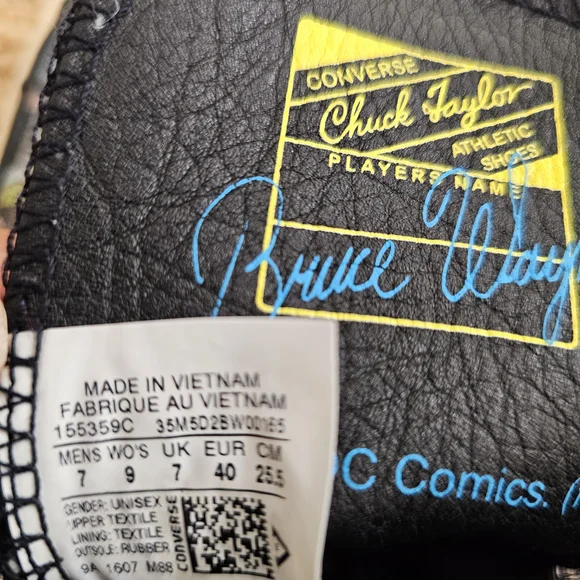 CONVERSE
Chuck Taylor
ATHLETIC
SHOES
PLAYERS NAME
Bruce
MADE IN VIETNAM
FABRIQUE AU VIETNAM
155359C
MENS WO'S UK EUR CM
7 9 7 40 25.5
DC Comics.
GENDER: UNISEX
UPPER: TEXTILE
LINING: TEXTILE
OUTSOLE: RUBBER
9A 1607 M88
CONVERSE